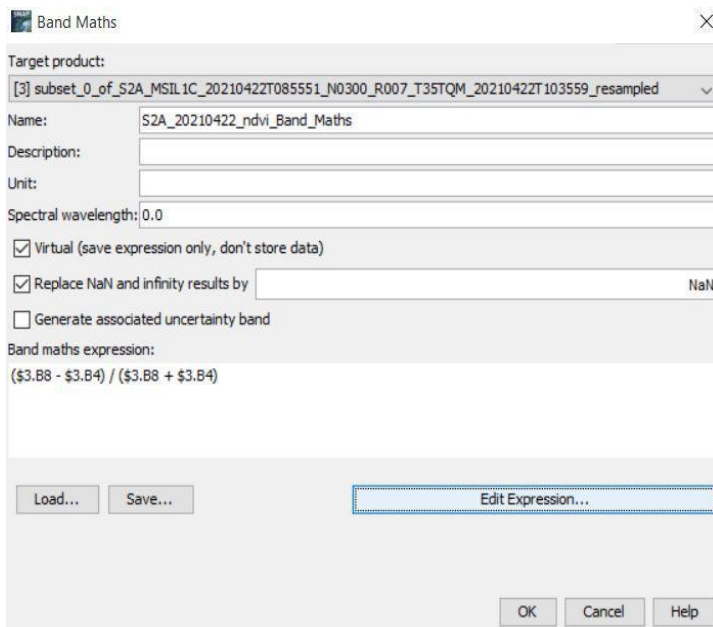 Band Maths
Target product:
[3] subset_0_of_S2A_MSIL1C_20210422T085551_N0300_R007_T35TQM_20210422T103559_resampled
Name: S2A_20210422_ndvi_Band_Maths
Description:
Unit:
Spectral wavelength: 0.0
Virtual (save expression only, don't store data)
Replace NaN and infinity results by NaN
Generate associated uncertainty band
Band maths expression:
($3.B8 - $3.B4) / ($3.B8 + $3.B4)
Load... Save... Edit Expression...
OK Cancel Help